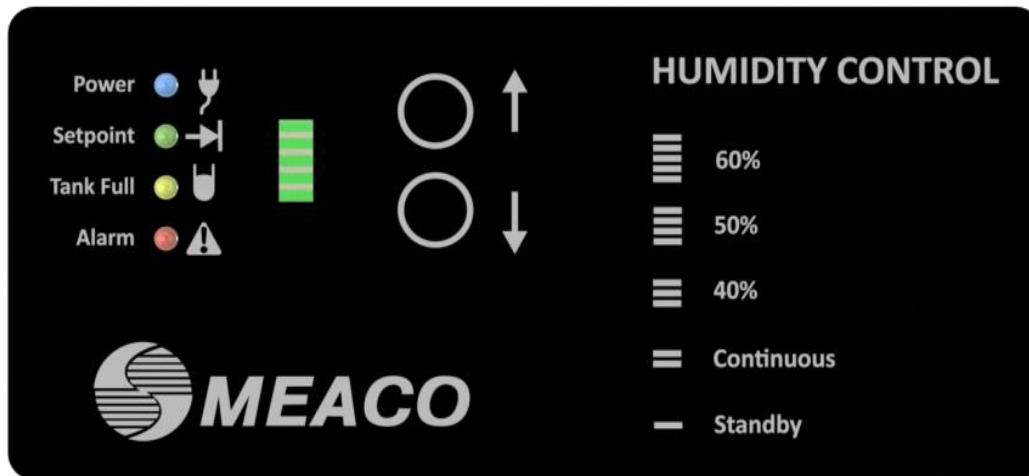 Power
Setpoint
Tank Full
Alarm
HUMIDITY CONTROL
60%
50%
40%
Continuous
Standby
MEACO